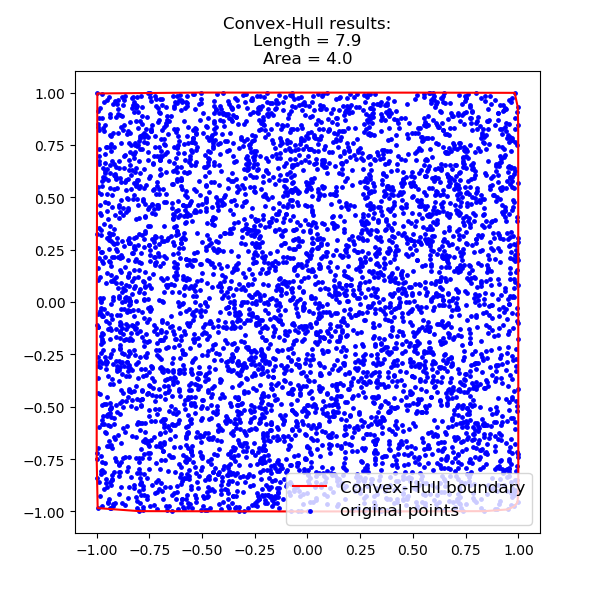 Convex-Hull results:
Length = 7.9
Area = 4.0
1.00
0.75
0.50
0.25
0.00
−0.25
−0.50
−0.75
−1.00
Convex-Hull boundary
original points
−1.00 −0.75 −0.50 −0.25 0.00 0.25 0.50 0.75 1.00